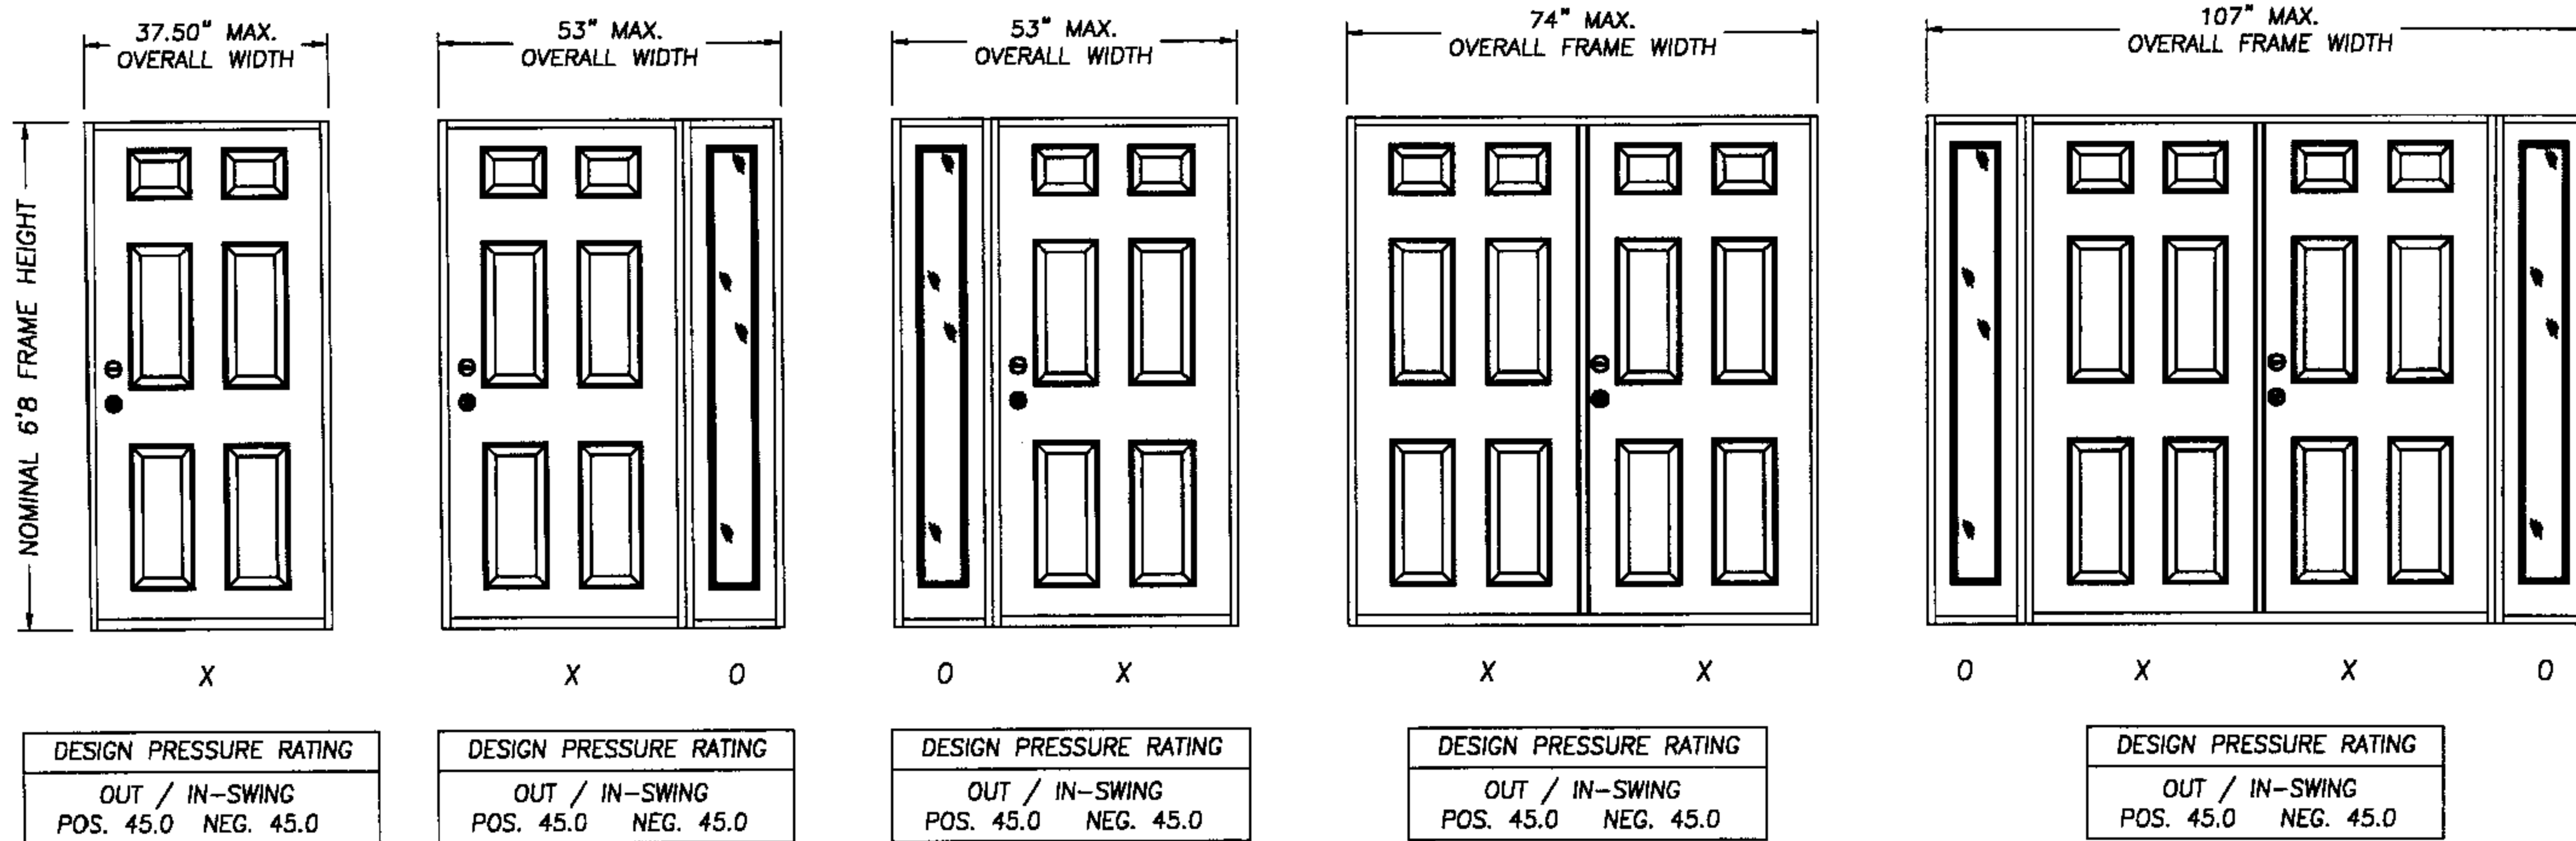 37.50" MAX.
OVERALL WIDTH
53" MAX.
OVERALL WIDTH
53" MAX.
OVERALL WIDTH
74" MAX.
OVERALL FRAME WIDTH
107" MAX.
OVERALL FRAME WIDTH
NOMINAL 6'8 FRAME HEIGHT
X
X O
O X
X X
O X X O
DESIGN PRESSURE RATING
OUT / IN-SWING
POS. 45.0 NEG. 45.0
DESIGN PRESSURE RATING
OUT / IN-SWING
POS. 45.0 NEG. 45.0
DESIGN PRESSURE RATING
OUT / IN-SWING
POS. 45.0 NEG. 45.0
DESIGN PRESSURE RATING
OUT / IN-SWING
POS. 45.0 NEG. 45.0
DESIGN PRESSURE RATING
OUT / IN-SWING
POS. 45.0 NEG. 45.0